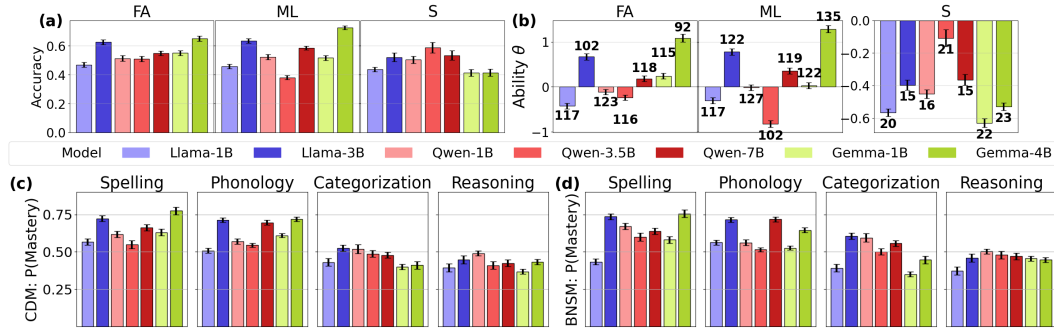 (a) FA ML S
Accuracy
0.6
0.4
0.2
0.0
(b) FA ML S
Ability θ
1
0
−1
117 102 123 116 118 115 92
117 122 127 102 119 122 135
0.0
−0.2
−0.4
−0.6
20 15 16 21 15 22 23
Model Llama-1B Llama-3B Qwen-1B Qwen-3.5B Qwen-7B Gemma-1B Gemma-4B
(c) Spelling Phonology Categorization Reasoning
CDM: P(Mastery)
0.75
0.50
0.25
(d) Spelling Phonology Categorization Reasoning
BNSM: P(Mastery)
0.75
0.50
0.25